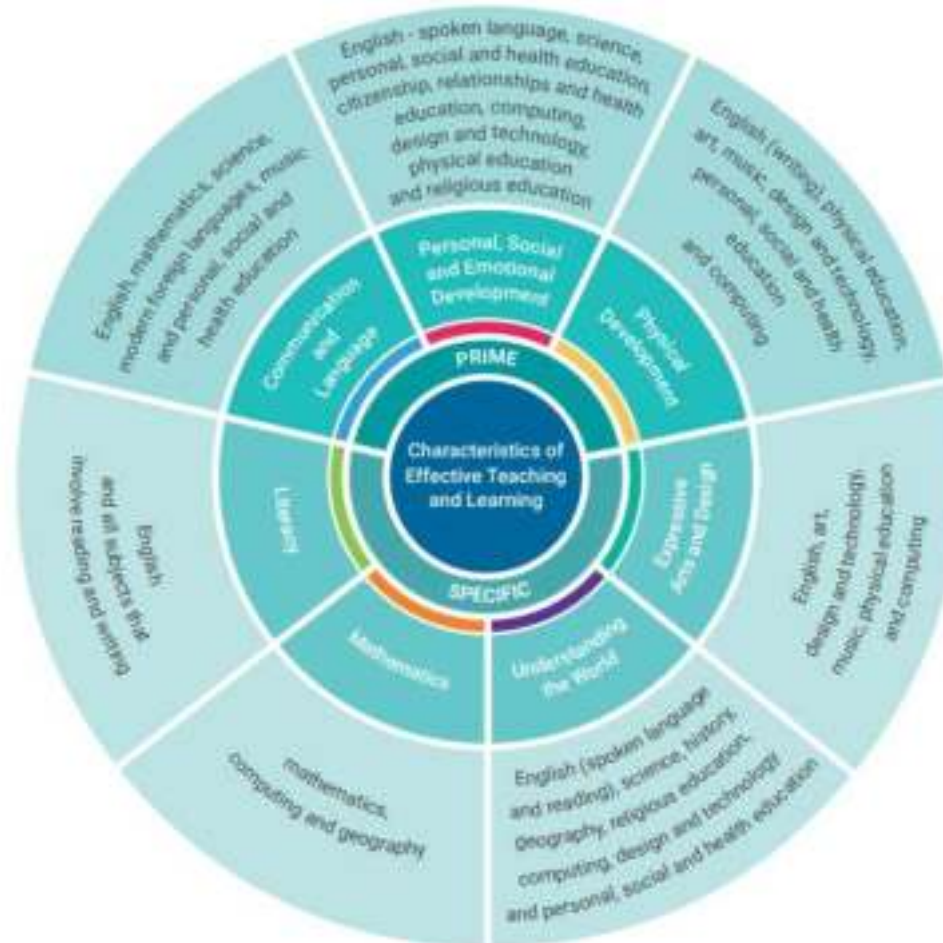 English - spoken language, science,
personal, social and health education,
citizenship, relationships and health
education, computing,
design and technology,
physical education
and religious education
Personal, Social
and Emotional
Development
English (writing), physical education,
art, music, design and technology,
personal, social and health
education
and computing
Physical
Development
English, art,
design and technology,
music, physical education
and computing
Expressive
Arts and Design
English (spoken language
and reading), science, history,
geography, religious education,
computing, design and technology
and personal, social and health education
Understanding
the World
mathematics,
computing and geography
Mathematics
English
and all subjects that
involve reading and writing
Literacy
English, mathematics, science,
modern foreign languages, music,
and personal, social and
health education
Communication
and
Language
PRIME
Characteristics of
Effective Teaching
and Learning
SPECIFIC